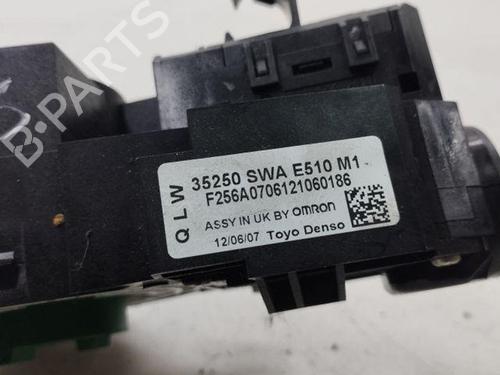 B-PARTS
QLW
35250 SWA E510 M1
F256A0706121060186
ASSY IN UK BY OMRON
12/06/07 Toyo Denso